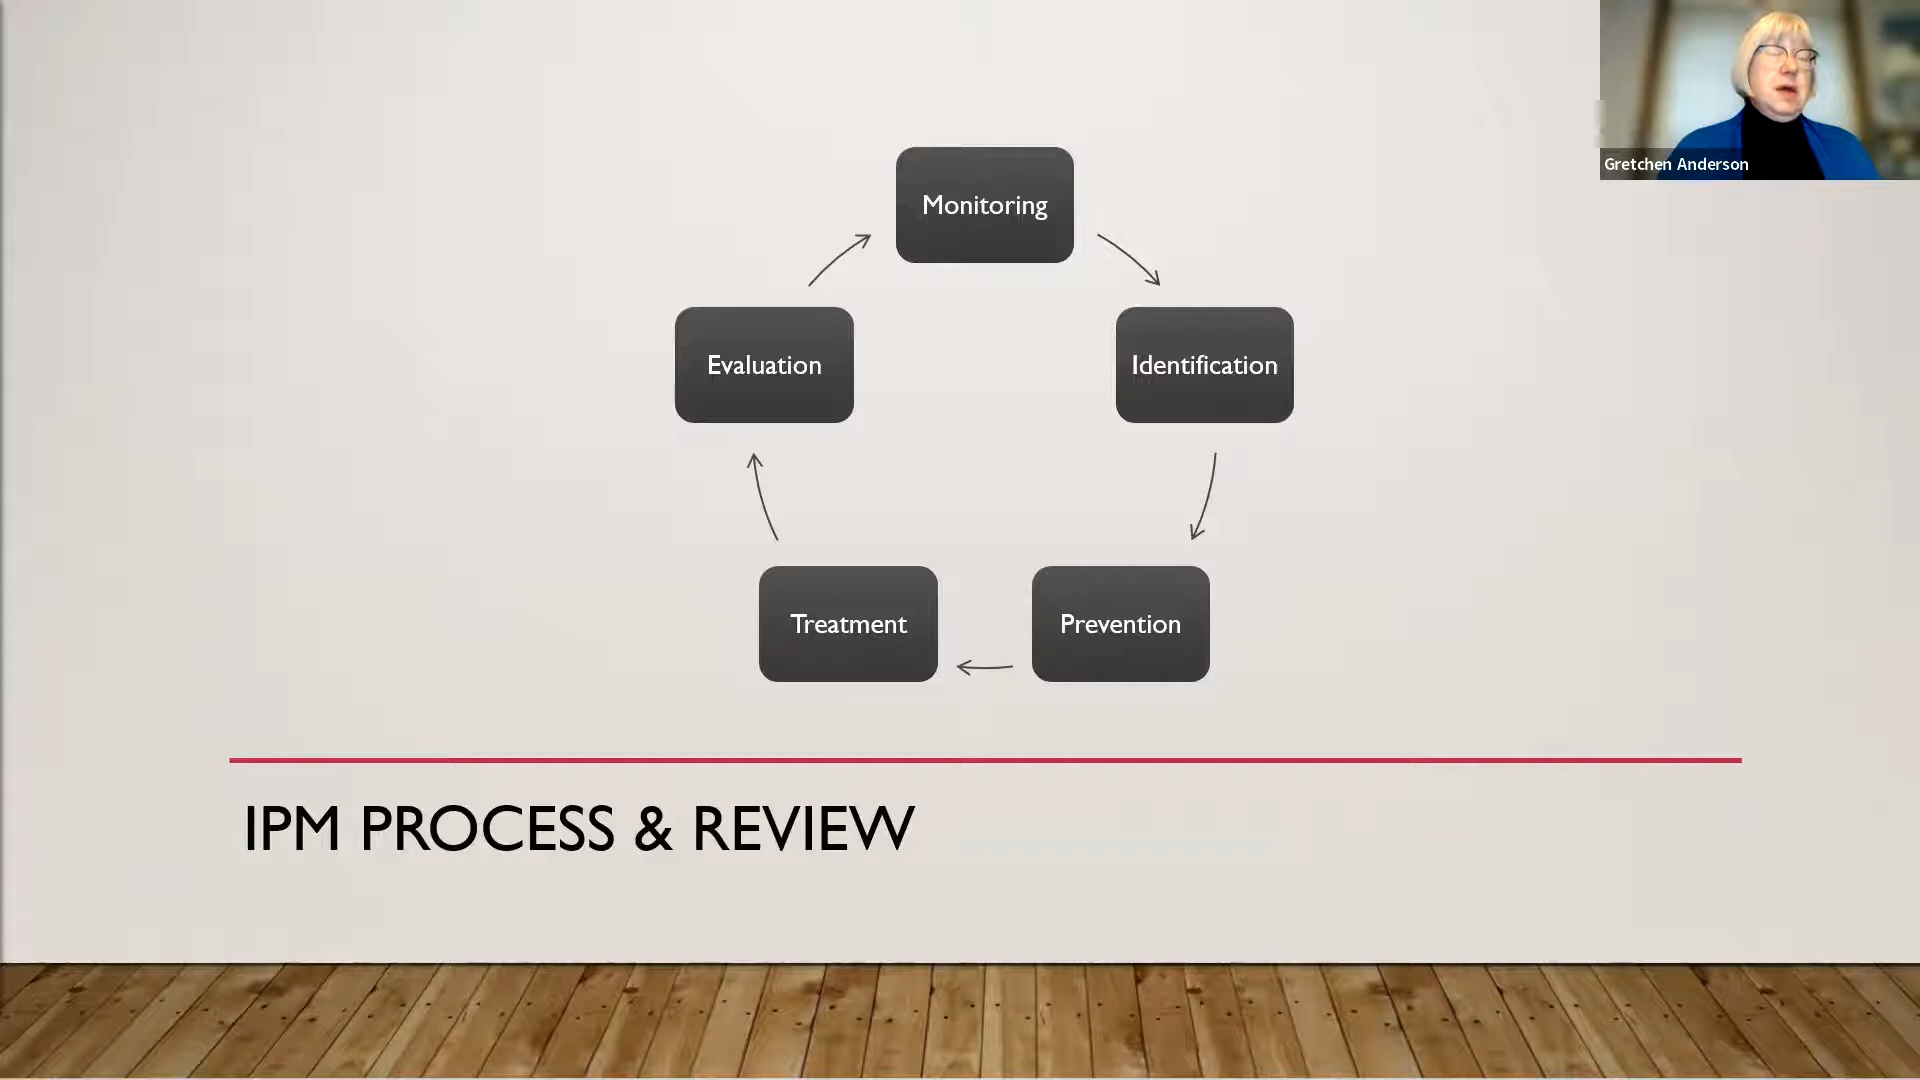 Monitoring
Gretchen Anderson
Evaluation
Identification
Treatment
Prevention
IPM PROCESS & REVIEW